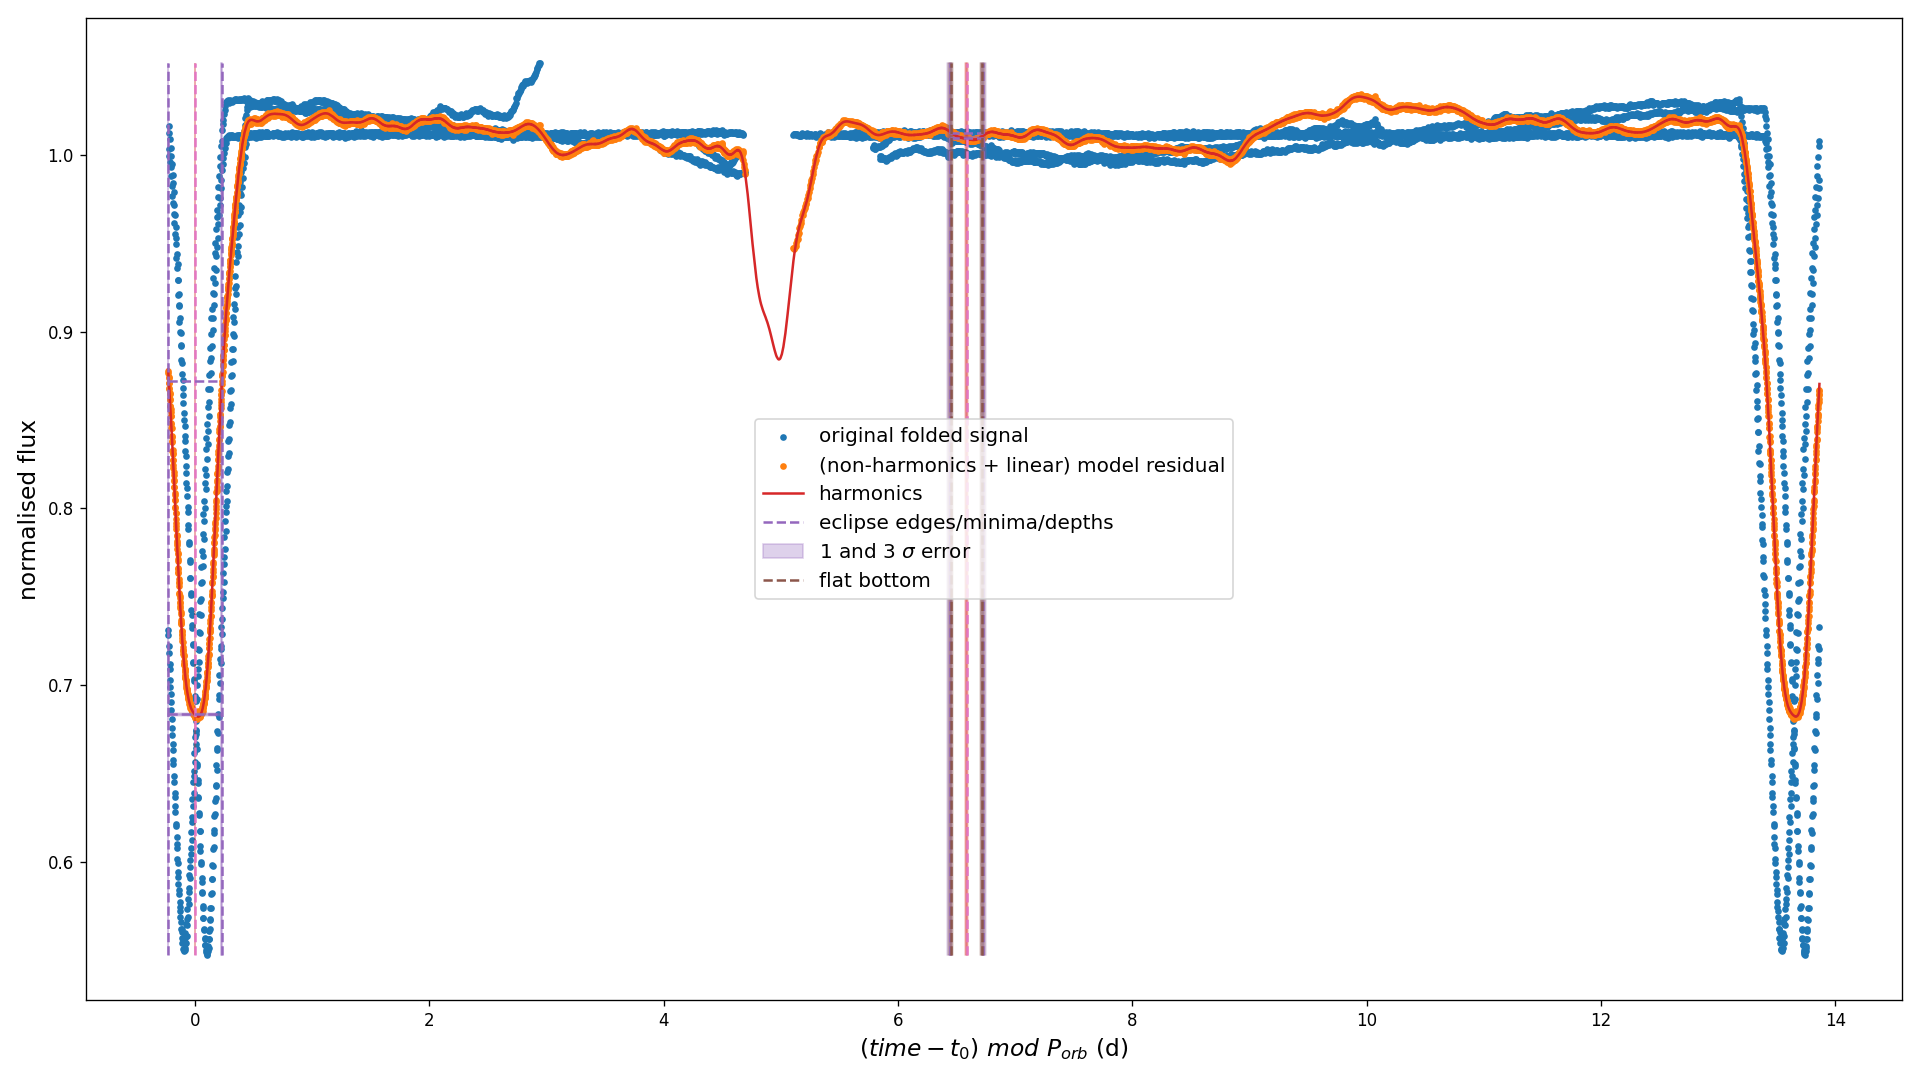 1.0
0.9
0.8
0.7
0.6
normalised flux
original folded signal
(non-harmonics + linear) model residual
harmonics
eclipse edges/minima/depths
1 and 3 σ error
flat bottom
0 2 4 6 8 10 12 14
(time − t₀) mod Pₒᵣb (d)